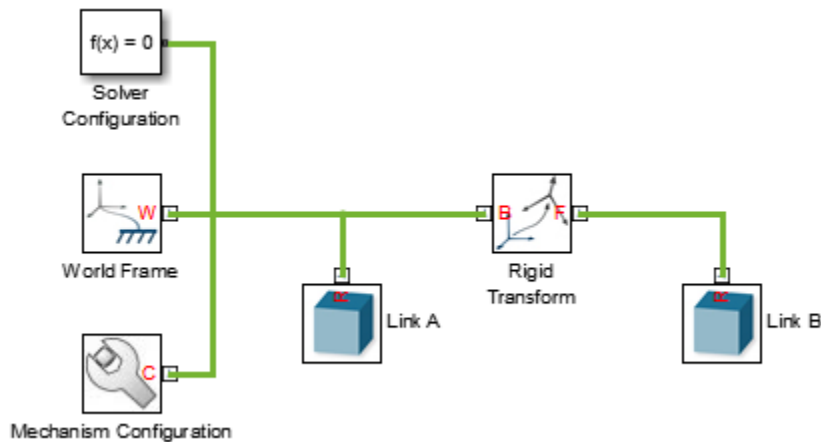 f(x) = 0
Solver
Configuration
W
World Frame
B
F
Rigid
Transform
R
Link A
R
Link B
C
Mechanism Configuration